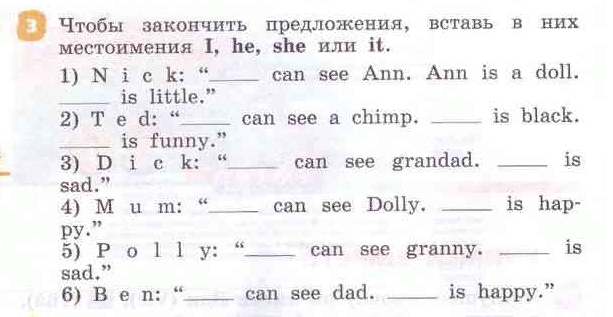 3 Чтобы закончить предложения, вставь в них
местоимения I, he, she или it.
1) N i c k: “_____ can see Ann. Ann is a doll.
_____ is little.”
2) T e d: “_____ can see a chimp. _____ is black.
_____ is funny.”
3) D i c k: “_____ can see grandad. _____ is
sad.”
4) M u m: “_____ can see Dolly. _____ is hap-
py.”
5) P o l l y: “_____ can see granny. _____ is
sad.”
6) B e n: “_____ can see dad. _____ is happy.”